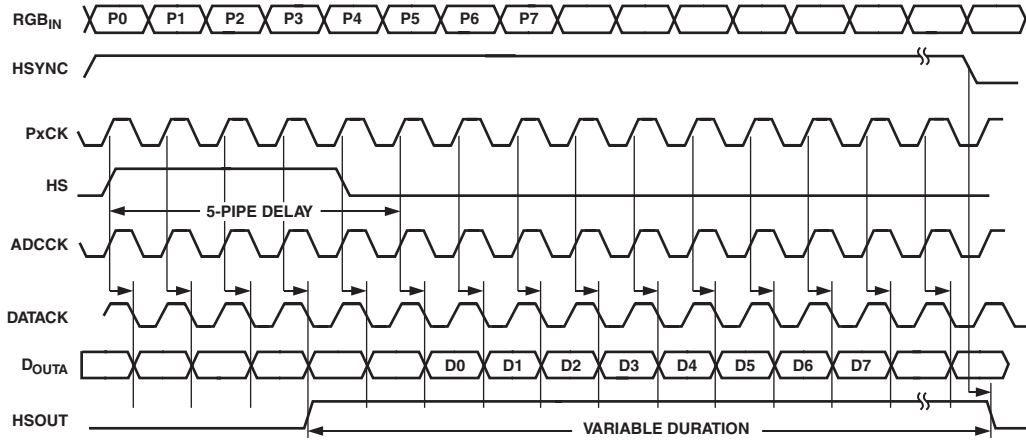 RGBIN P0 P1 P2 P3 P4 P5 P6 P7
HSYNC
PxCK
HS
5-PIPE DELAY
ADCCK
DATACK
DOUTA D0 D1 D2 D3 D4 D5 D6 D7
HSOUT
VARIABLE DURATION